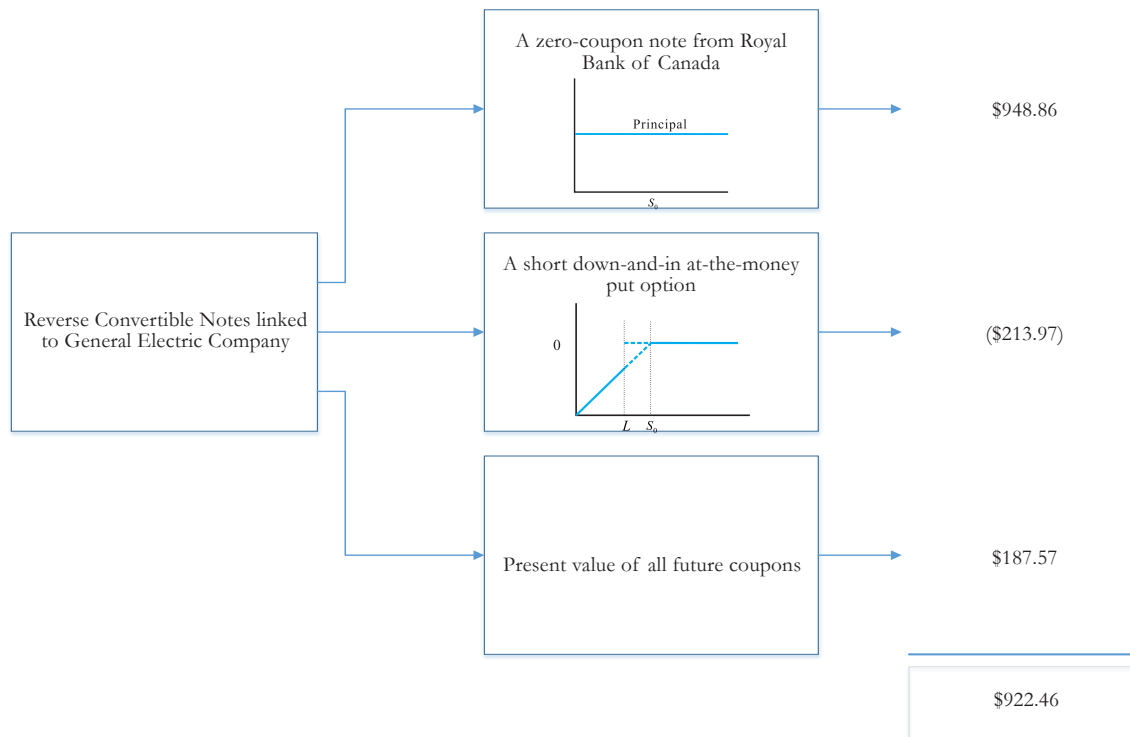 A zero-coupon note from Royal
Bank of Canada
Principal
S₀
$948.86
Reverse Convertible Notes linked
to General Electric Company
A short down-and-in at-the-money
put option
0
L S₀
($213.97)
Present value of all future coupons
$187.57
$922.46